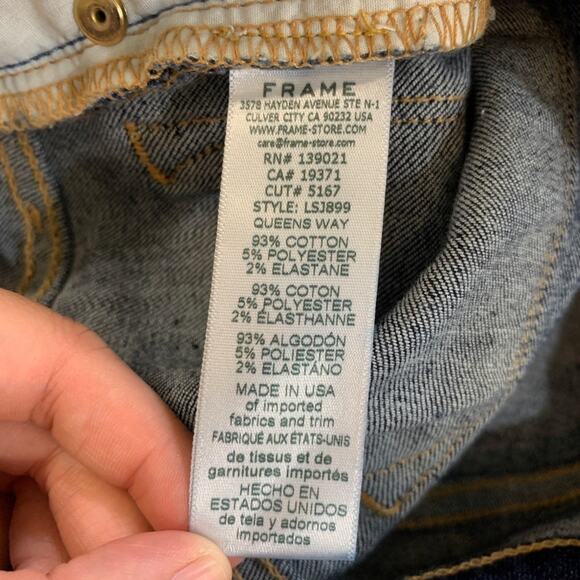 FRAME
3578 HAYDEN AVENUE STE N-1
CULVER CITY CA 90232 USA
WWW.FRAME-STORE.COM
care@frame-store.com
RN# 139021
CA# 19371
CUT# 5167
STYLE: LSJ899
QUEENS WAY
93% COTTON
5% POLYESTER
2% ELASTANE
93% COTON
5% POLYESTER
2% ÉLASTHANNE
93% ALGODÓN
5% POLIESTER
2% ELASTÁNO
MADE IN USA
of imported
fabrics and trim
FABRIQUÉ AUX ÉTATS-UNIS
de tissus et de
garnitures importés
HECHO EN
ESTADOS UNIDOS
de tela y adornos
importados